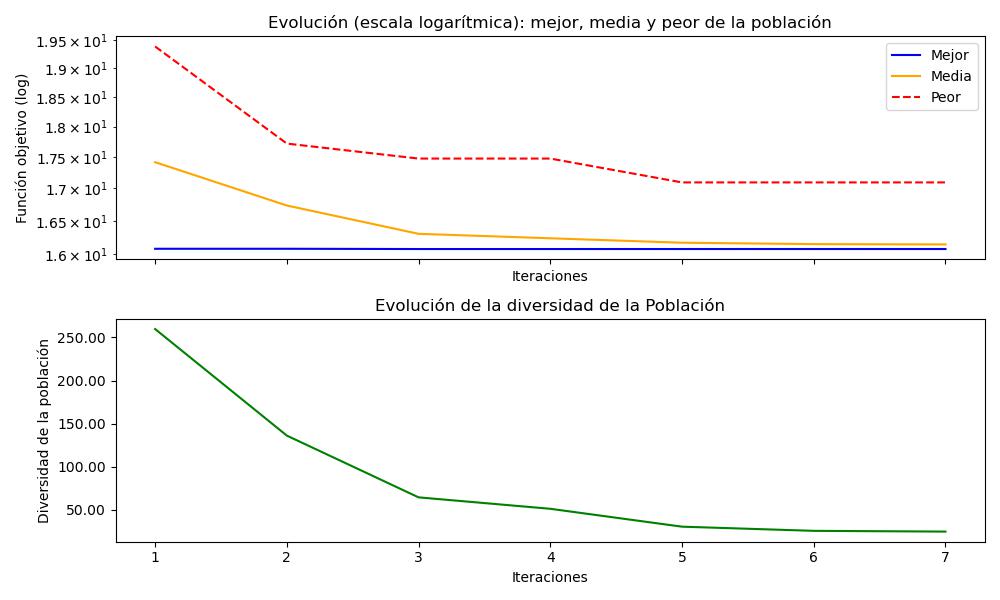 Evolución (escala logarítmica): mejor, media y peor de la población
Función objetivo (log)
1.95 × 10¹
1.9 × 10¹
1.85 × 10¹
1.8 × 10¹
1.75 × 10¹
1.7 × 10¹
1.65 × 10¹
1.6 × 10¹
Mejor
Media
Peor
Iteraciones
Evolución de la diversidad de la Población
Diversidad de la población
250.00
200.00
150.00
100.00
50.00
1 2 3 4 5 6 7
Iteraciones